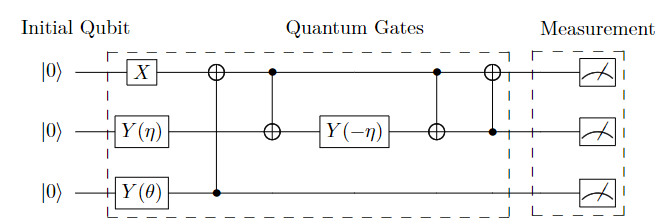 Initial Qubit Quantum Gates Measurement
|0⟩ X
|0⟩ Y(η) Y(−η)
|0⟩ Y(θ)